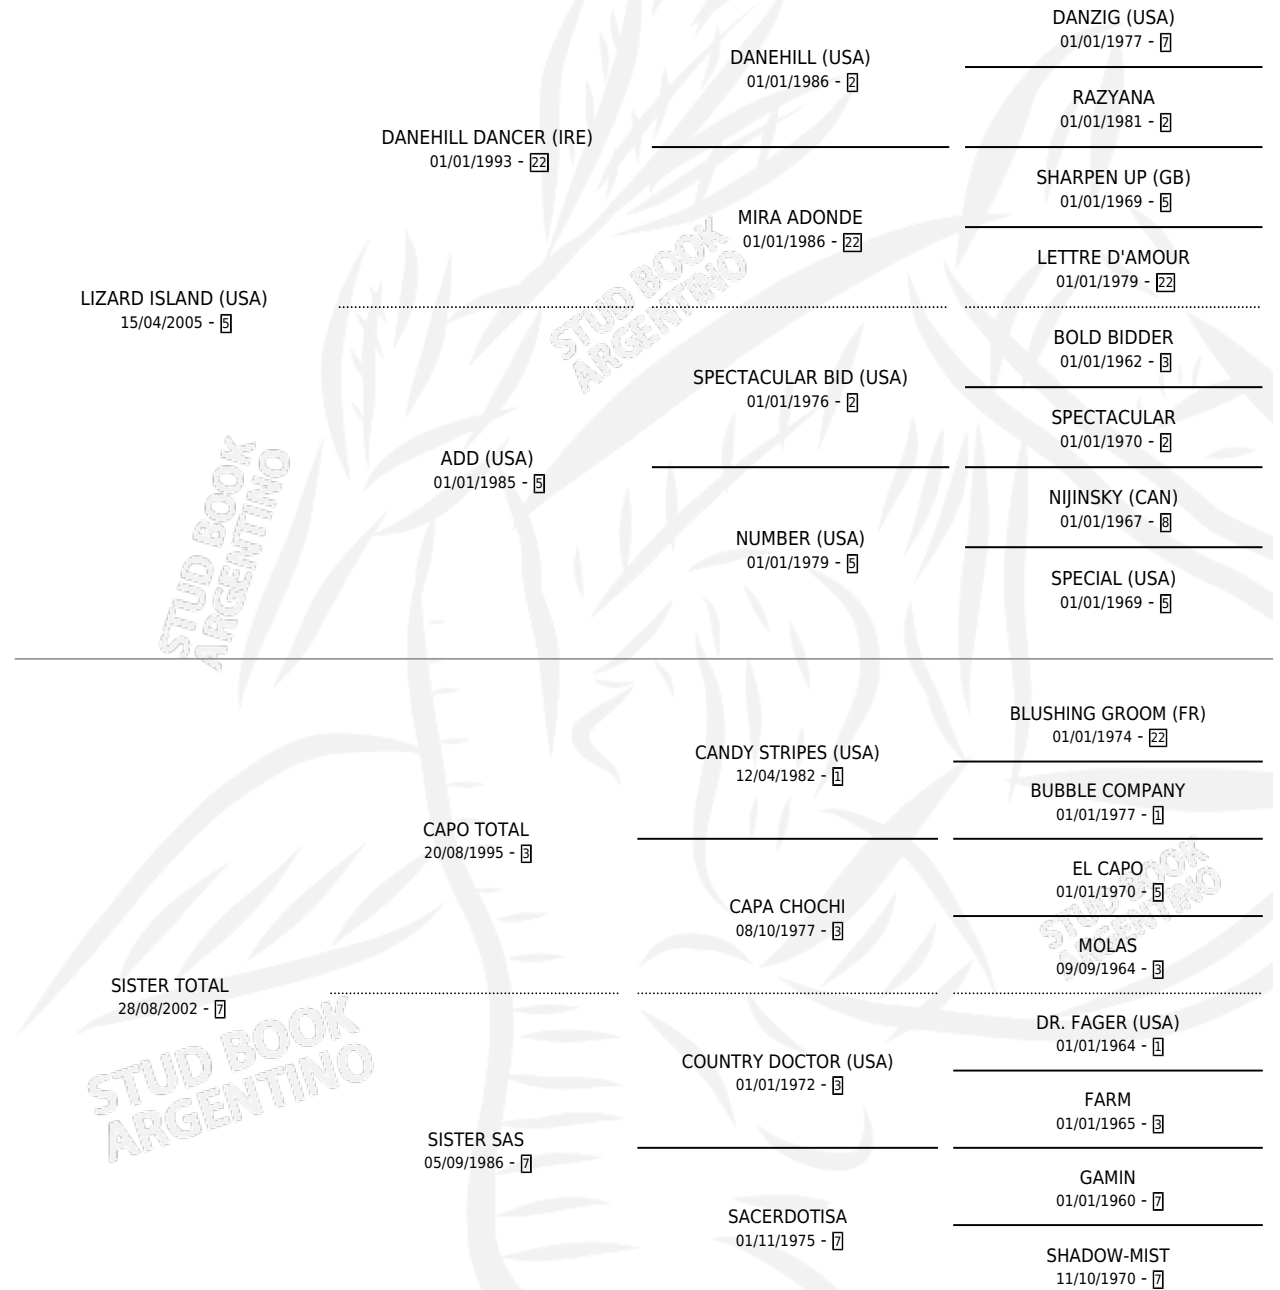 DANZIG (USA)
01/01/1977 - 7
DANEHILL (USA)
01/01/1986 - 2
RAZYANA
01/01/1981 - 2
DANEHILL DANCER (IRE)
01/01/1993 - 22
SHARPEN UP (GB)
01/01/1969 - 5
MIRA ADONDE
01/01/1986 - 22
LETTRE D'AMOUR
01/01/1979 - 22
LIZARD ISLAND (USA)
15/04/2005 - 5
BOLD BIDDER
01/01/1962 - 3
SPECTACULAR BID (USA)
01/01/1976 - 2
SPECTACULAR
01/01/1970 - 2
ADD (USA)
01/01/1985 - 5
NIJINSKY (CAN)
01/01/1967 - 8
NUMBER (USA)
01/01/1979 - 5
SPECIAL (USA)
01/01/1969 - 5
BLUSHING GROOM (FR)
01/01/1974 - 22
CANDY STRIPES (USA)
12/04/1982 - 1
BUBBLE COMPANY
01/01/1977 - 1
CAPO TOTAL
20/08/1995 - 3
EL CAPO
01/01/1970 - 5
CAPA CHOCHI
08/10/1977 - 3
MOLAS
09/09/1964 - 3
SISTER TOTAL
28/08/2002 - 7
DR. FAGER (USA)
01/01/1964 - 1
COUNTRY DOCTOR (USA)
01/01/1972 - 3
FARM
01/01/1965 - 3
SISTER SAS
05/09/1986 - 7
GAMIN
01/01/1960 - 7
SACERDOTISA
01/11/1975 - 7
SHADOW-MIST
11/10/1970 - 7
STUD BOOK
ARGENTINO
STUD BOOK
ARGENTINO
STUD BOOK
ARGENTINO
STUD BOOK
ARGENTINO